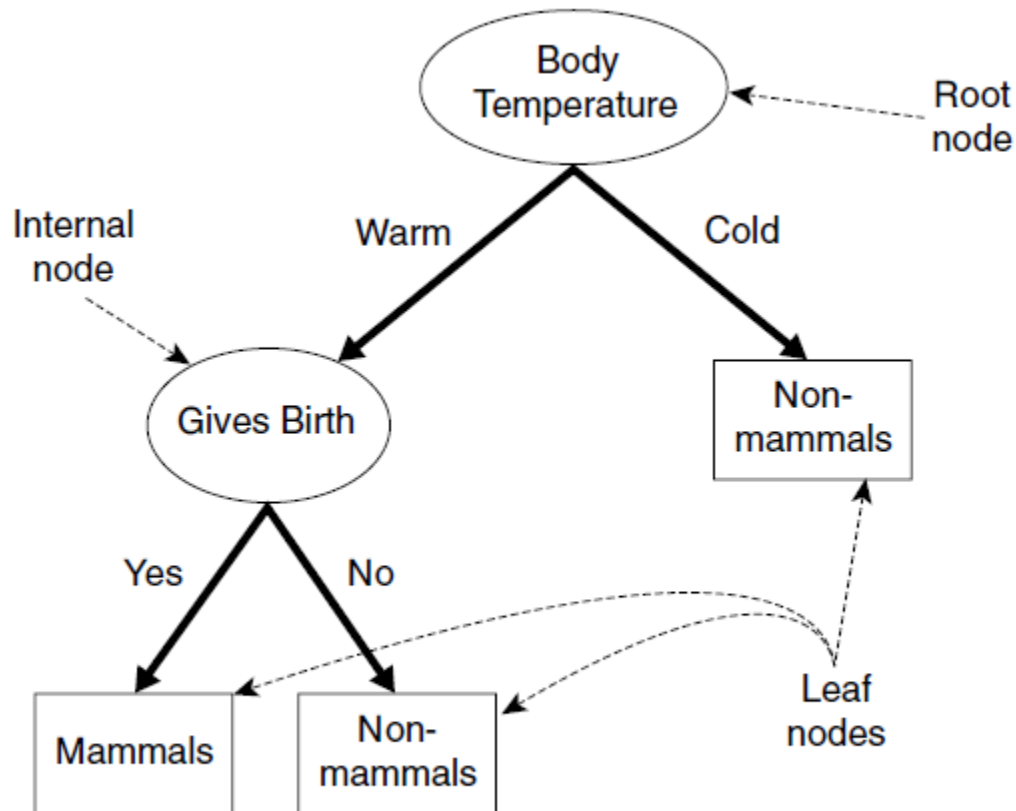 Body
Temperature
Root
node
Internal
node
Warm
Cold
Gives Birth
Non-
mammals
Yes
No
Leaf
nodes
Mammals
Non-
mammals